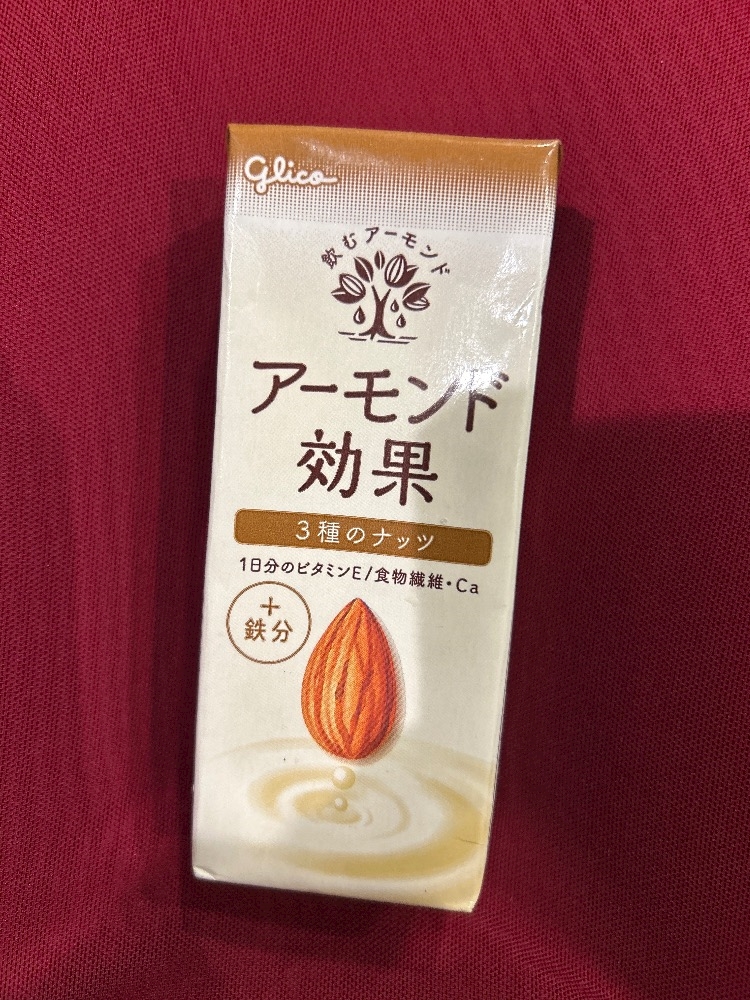 Glico
飲むアーモンド
アーモンド
効果
3種のナッツ
1日分のビタミンE/食物繊維・Ca
+
鉄分